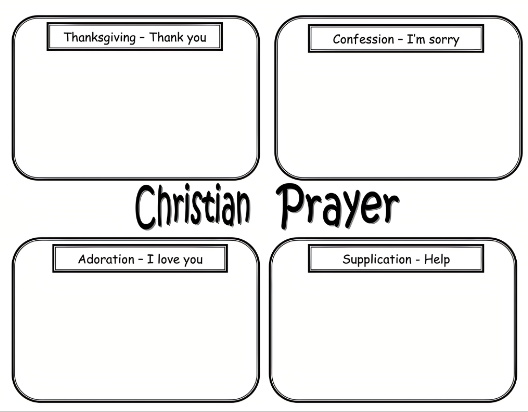 Thanksgiving – Thank you
Confession – I'm sorry
Christian Prayer
Adoration – I love you
Supplication - Help